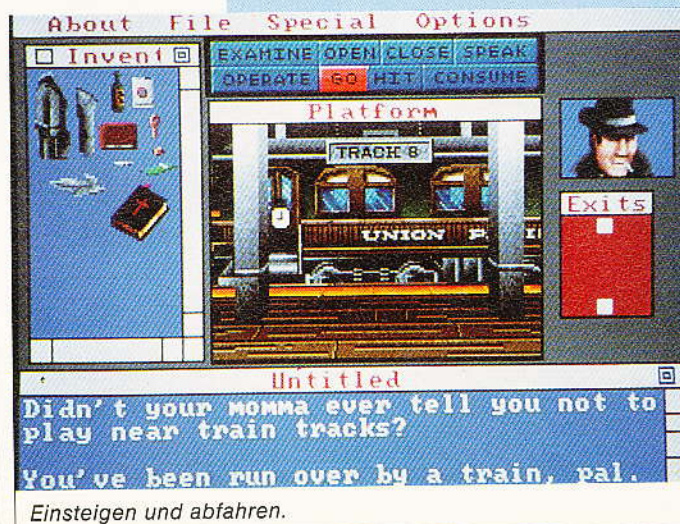 About File Special Options
Invent
EXAMINE OPEN CLOSE SPEAK
OPERATE GO HIT CONSUME
Platform
TRACK 8
UNION P
Exits
Untitled
Didn't your momma ever tell you not to
play near train tracks?
You've been run over by a train, pal.
Einsteigen und abfahren.